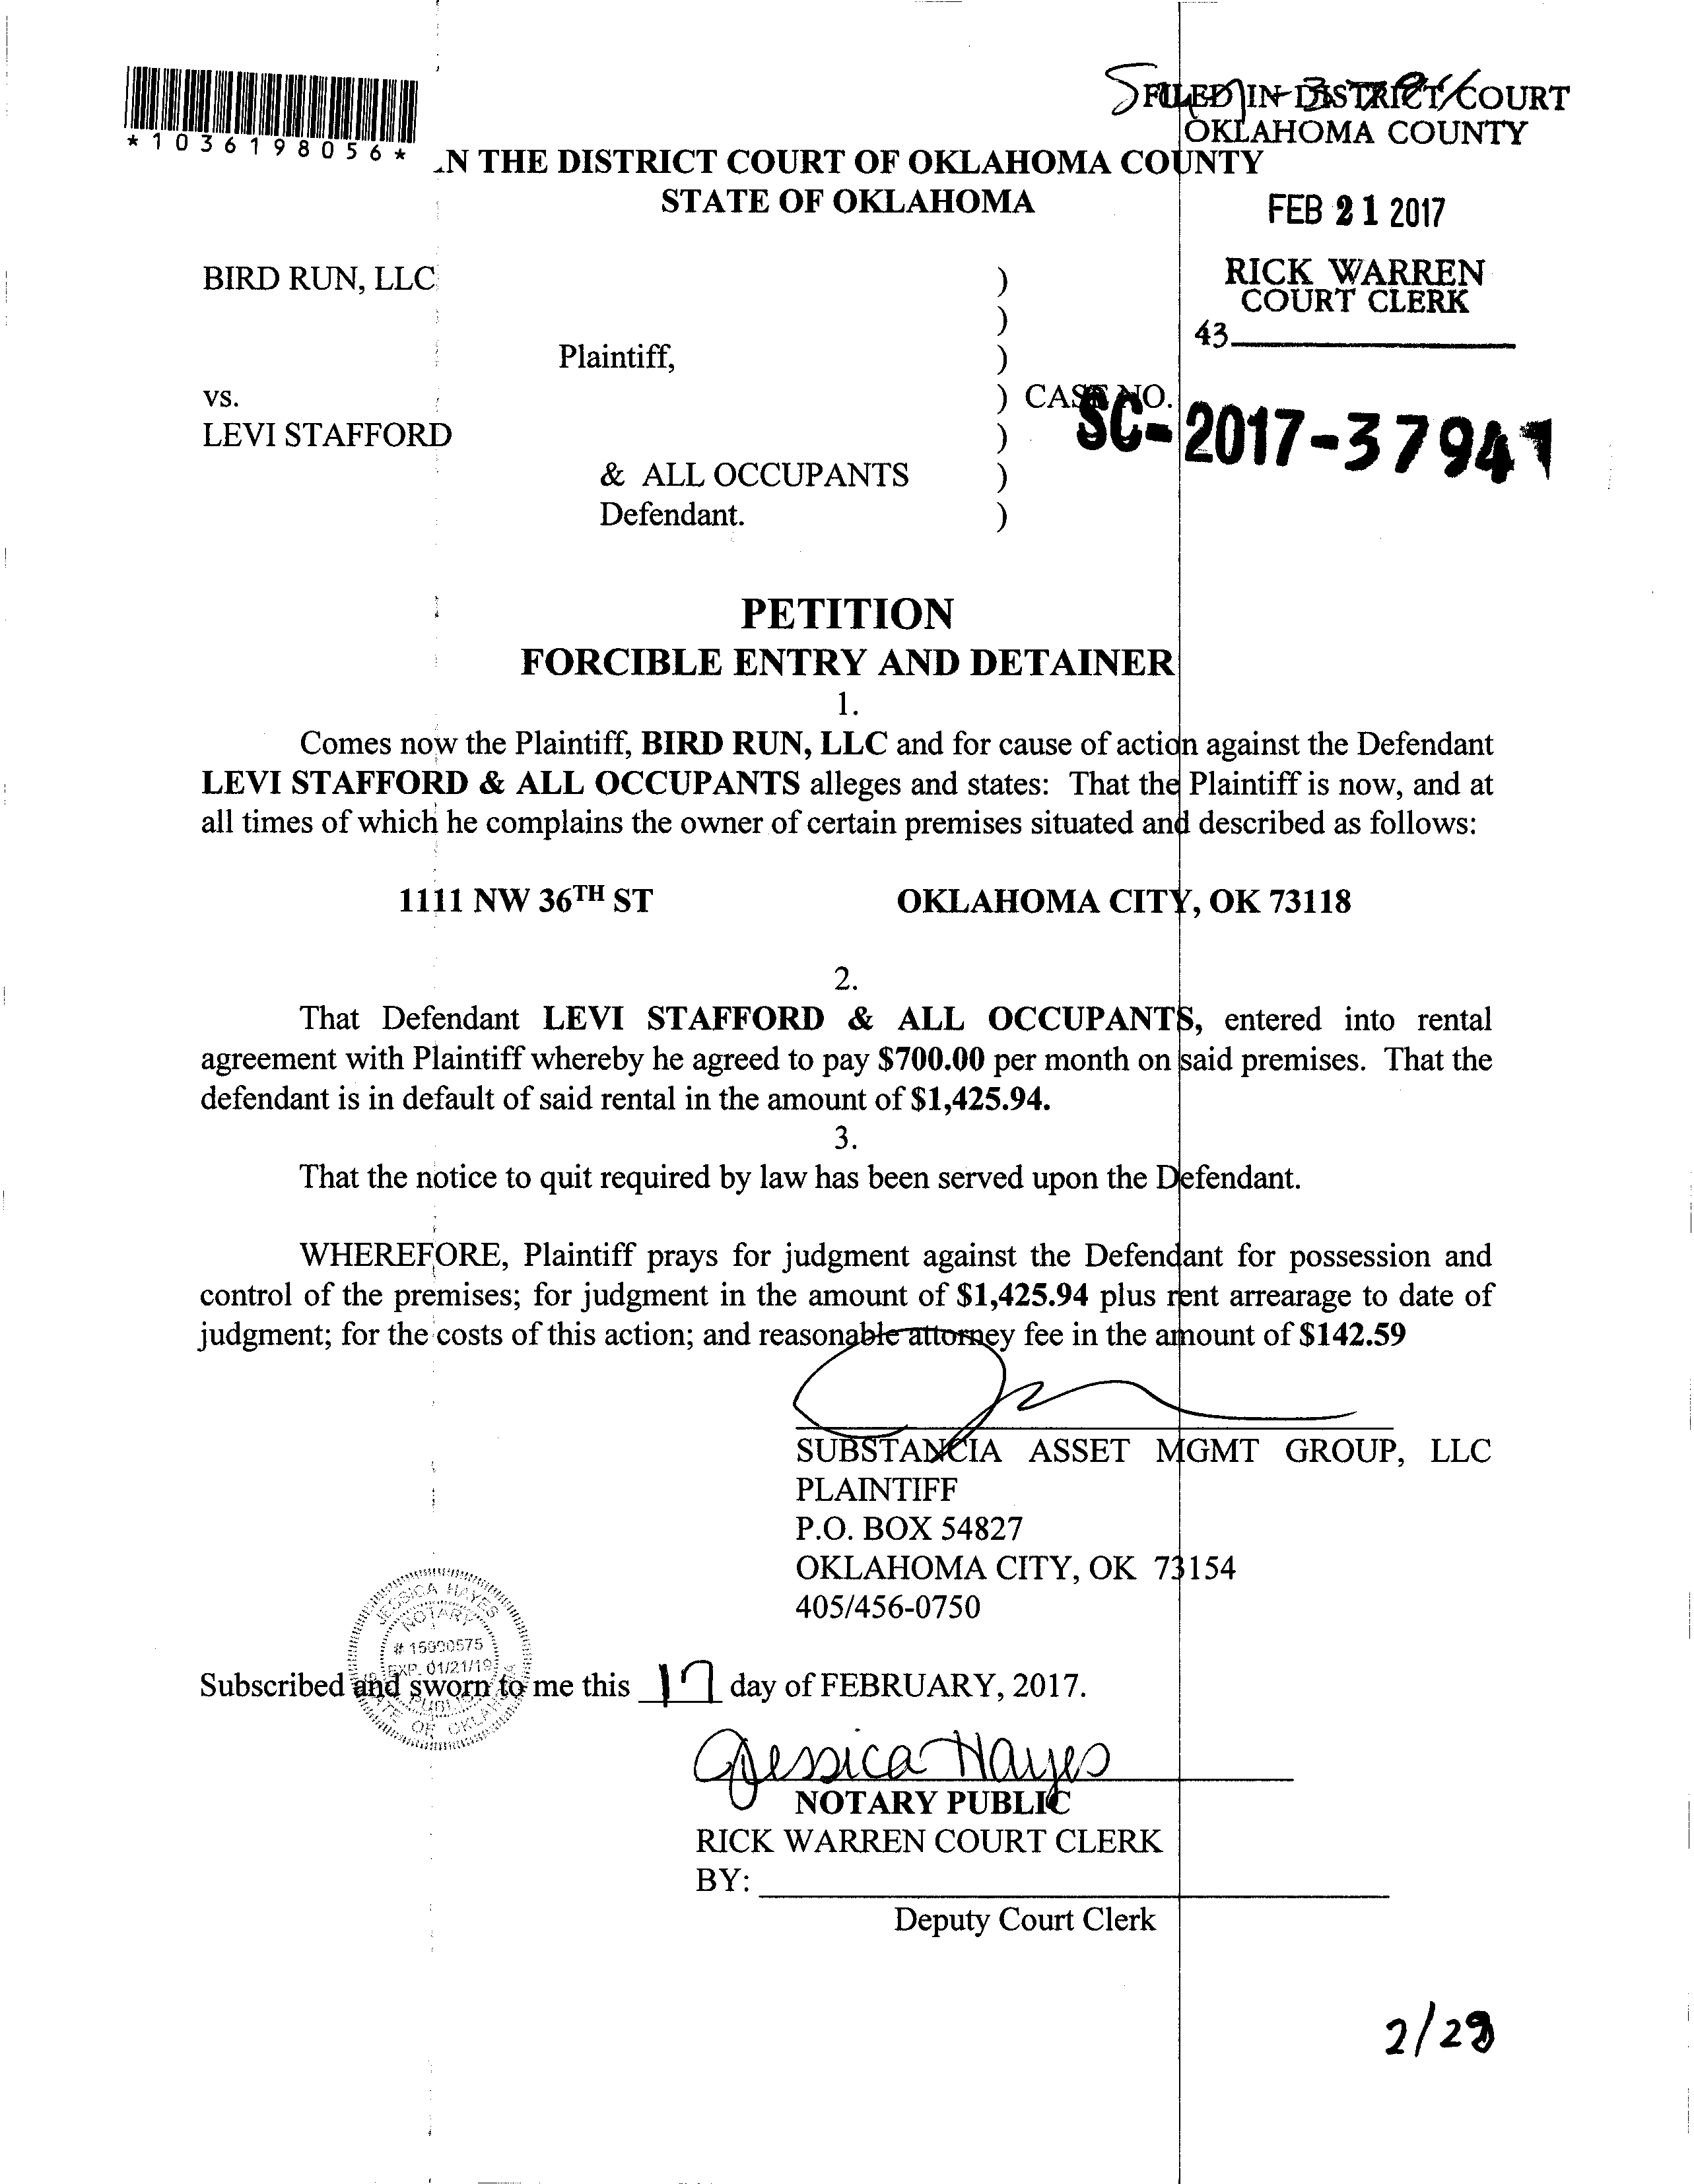 FILED IN DISTRICT COURT
OKLAHOMA COUNTY
*1036198056*
.N THE DISTRICT COURT OF OKLAHOMA COUNTY
STATE OF OKLAHOMA
FEB 21 2017
RICK WARREN
COURT CLERK
43
BIRD RUN, LLC )
)
Plaintiff, )
vs. ) CASE NO.
SC-2017-3794
LEVI STAFFORD )
& ALL OCCUPANTS )
Defendant. )
PETITION
FORCIBLE ENTRY AND DETAINER
1.
Comes now the Plaintiff, BIRD RUN, LLC and for cause of action against the Defendant
LEVI STAFFORD & ALL OCCUPANTS alleges and states: That the Plaintiff is now, and at
all times of which he complains the owner of certain premises situated and described as follows:
1111 NW 36TH ST OKLAHOMA CITY, OK 73118
2.
That Defendant LEVI STAFFORD & ALL OCCUPANTS, entered into rental
agreement with Plaintiff whereby he agreed to pay $700.00 per month on said premises. That the
defendant is in default of said rental in the amount of $1,425.94.
3.
That the notice to quit required by law has been served upon the Defendant.
WHEREFORE, Plaintiff prays for judgment against the Defendant for possession and
control of the premises; for judgment in the amount of $1,425.94 plus rent arrearage to date of
judgment; for the costs of this action; and reasonable attorney fee in the amount of $142.59
SUBSTANCIA ASSET MGMT GROUP, LLC
PLAINTIFF
P.O. BOX 54827
OKLAHOMA CITY, OK 73154
405/456-0750
JESSICA HAYES
NOTARY
# 15000575
EXP. 01/21/19
PUBLIC
STATE OF OKLAHOMA
Subscribed and sworn to me this 17 day of FEBRUARY, 2017.
Jessica Hayes
NOTARY PUBLIC
RICK WARREN COURT CLERK
BY:
Deputy Court Clerk
2/28